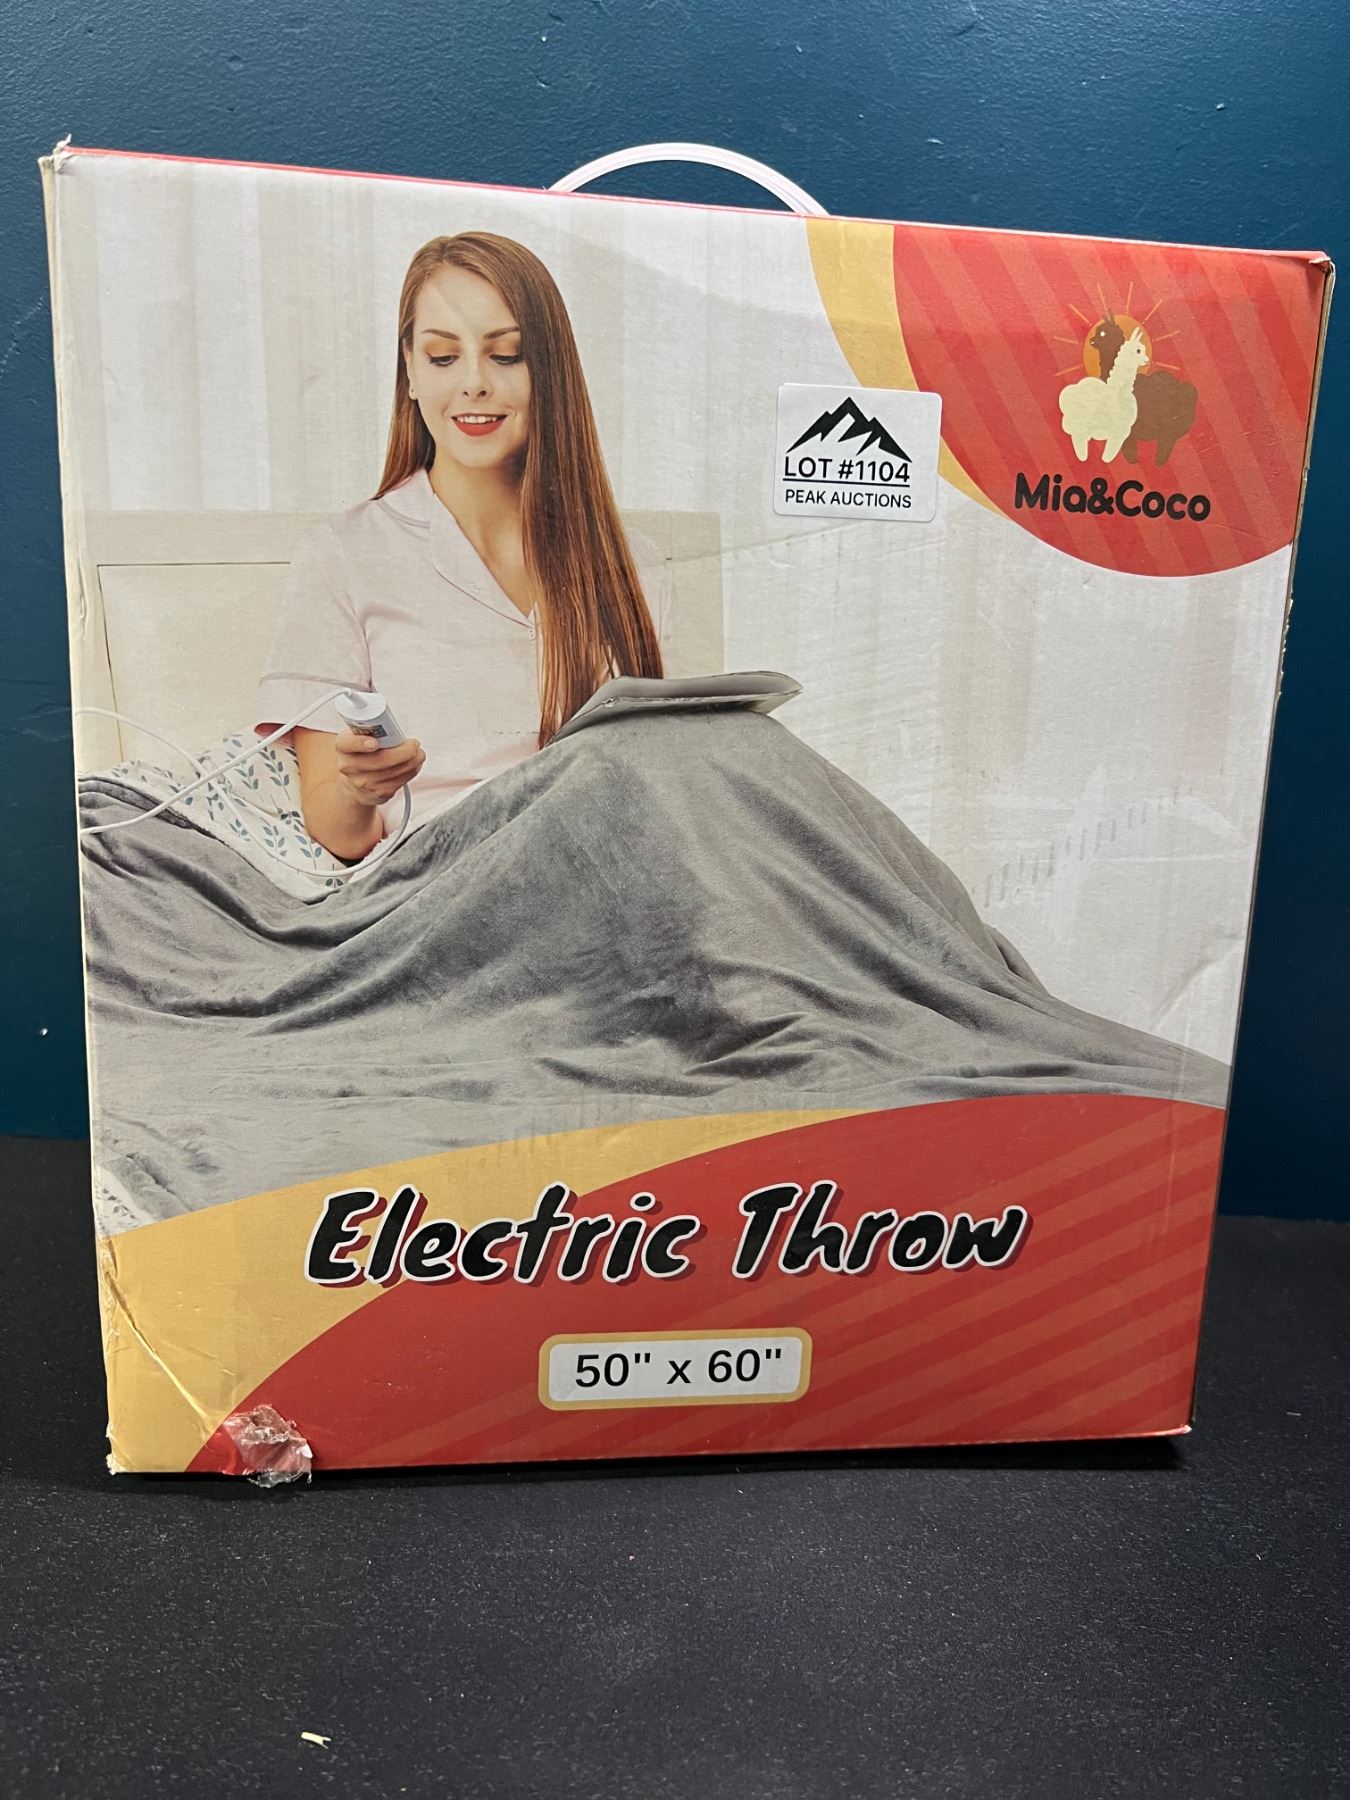 LOT #1104
PEAK AUCTIONS
Mia&Coco
Electric Throw
50" x 60"